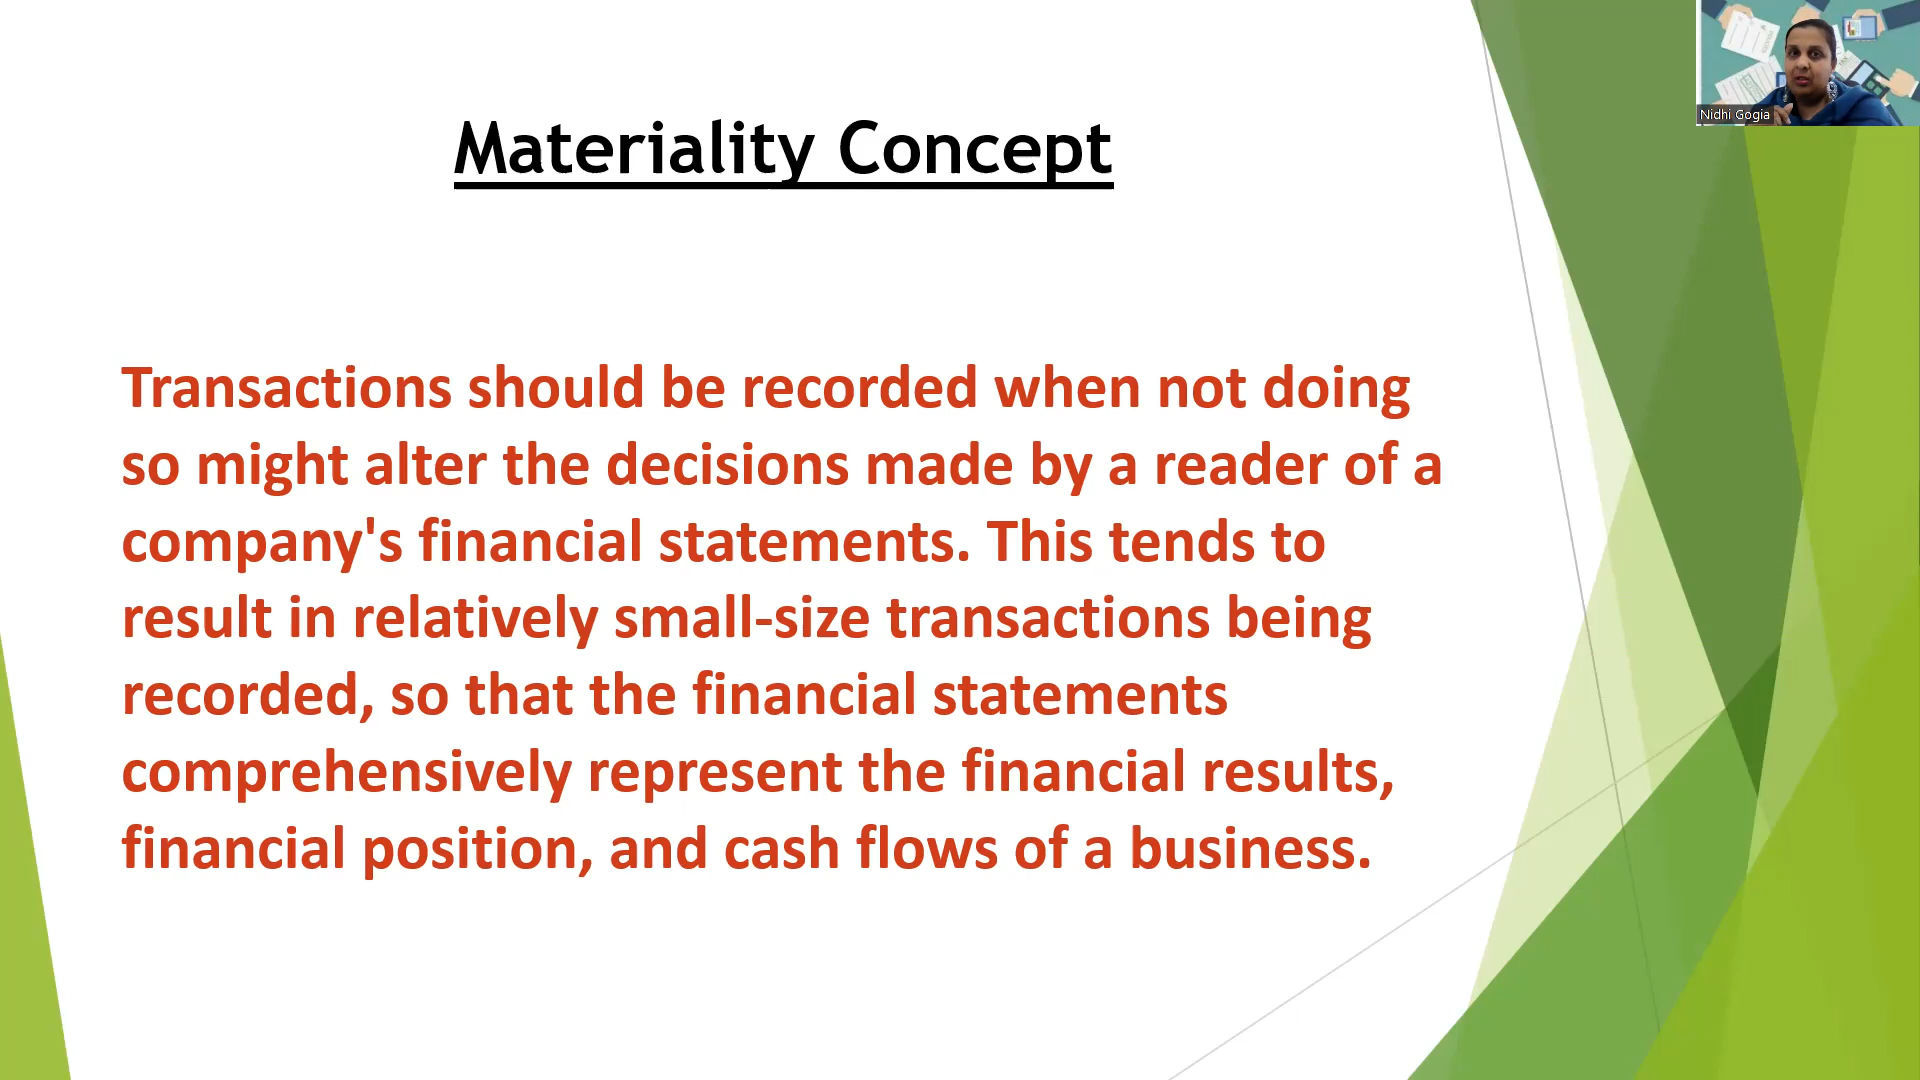 Materiality Concept
Nidhi Gogia
Transactions should be recorded when not doing
so might alter the decisions made by a reader of a
company's financial statements. This tends to
result in relatively small-size transactions being
recorded, so that the financial statements
comprehensively represent the financial results,
financial position, and cash flows of a business.